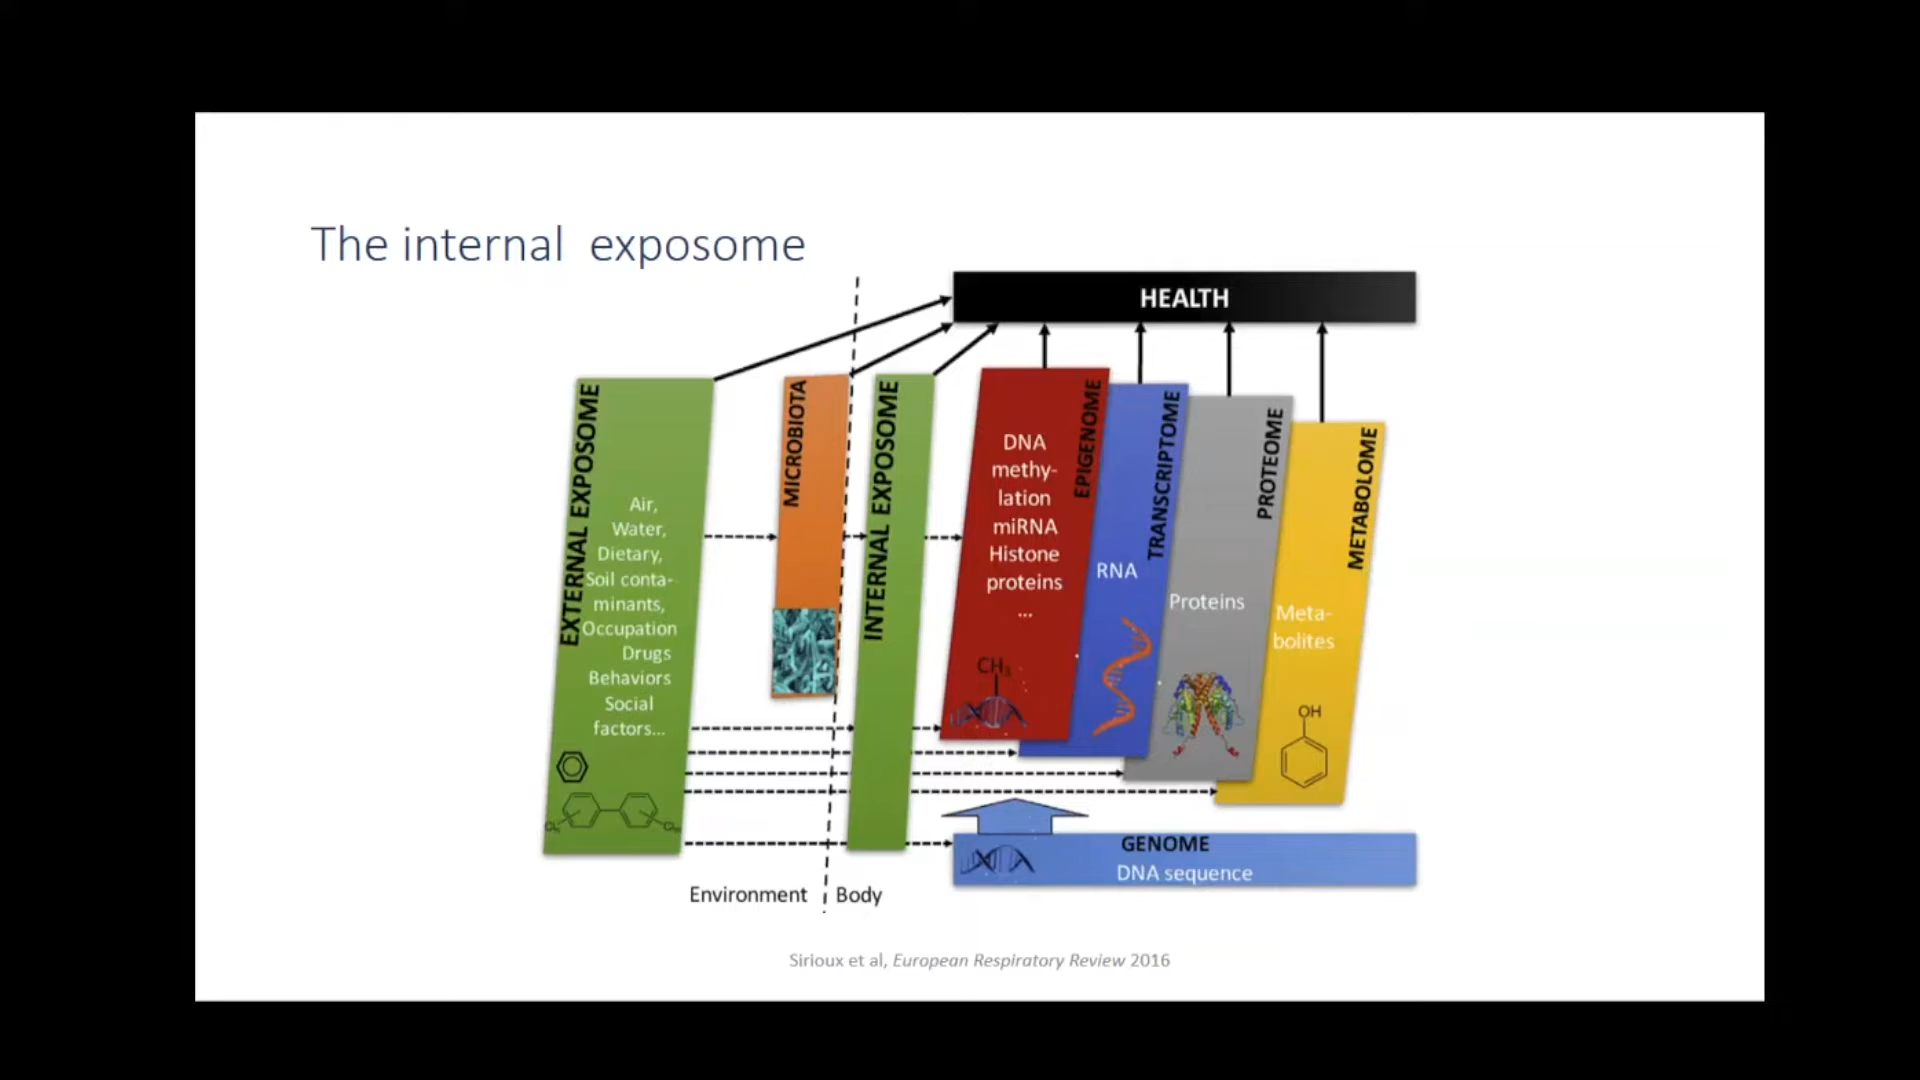 The internal exposome
HEALTH
EXTERNAL EXPOSOME
Air,
Water,
Dietary,
Soil conta-
minants,
Occupation
Drugs
Behaviors
Social
factors...
MICROBIOTA
INTERNAL EXPOSOME
EPIGENOME
DNA
methy-
lation
miRNA
Histone
proteins
...
CH3
TRANSCRIPTOME
RNA
PROTEOME
Proteins
METABOLOME
Meta-
bolites
OH
GENOME
DNA sequence
Environment
Body
Sirioux et al, European Respiratory Review 2016